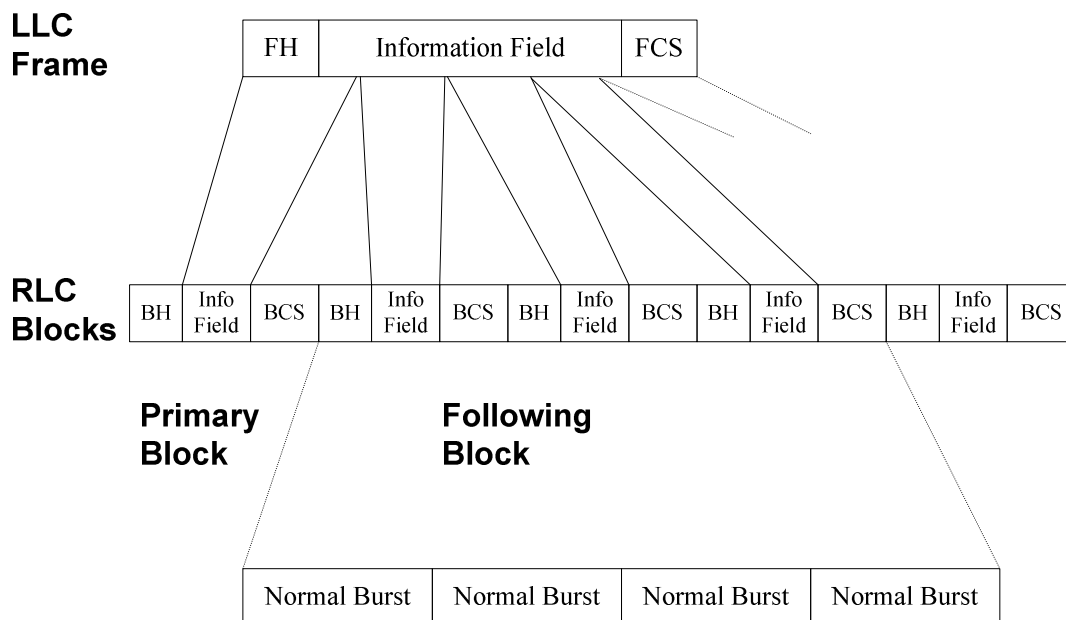 LLC
Frame
FH Information Field FCS
RLC
Blocks
BH Info Field BCS BH Info Field BCS BH Info Field BCS BH Info Field BCS BH Info Field BCS
Primary
Block
Following
Block
Normal Burst Normal Burst Normal Burst Normal Burst